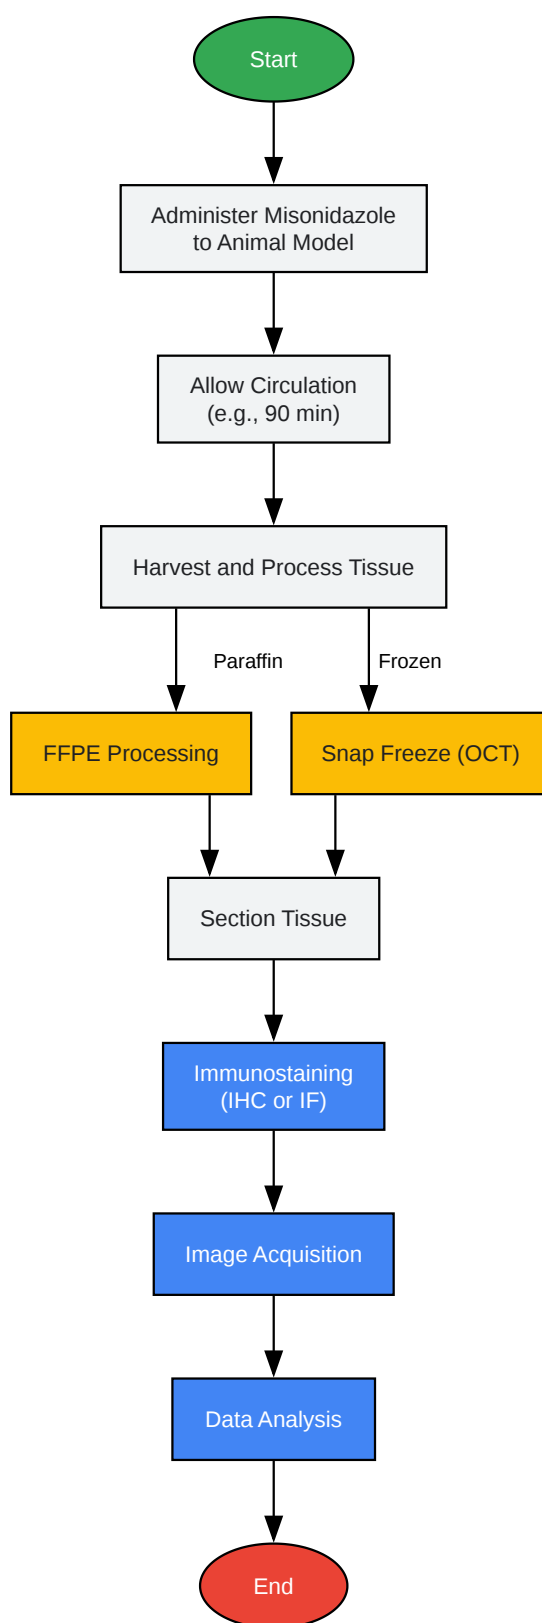 Start
Administer Misonidazole
to Animal Model
Allow Circulation
(e.g., 90 min)
Harvest and Process Tissue
Paraffin
Frozen
FFPE Processing
Snap Freeze (OCT)
Section Tissue
Immunostaining
(IHC or IF)
Image Acquisition
Data Analysis
End